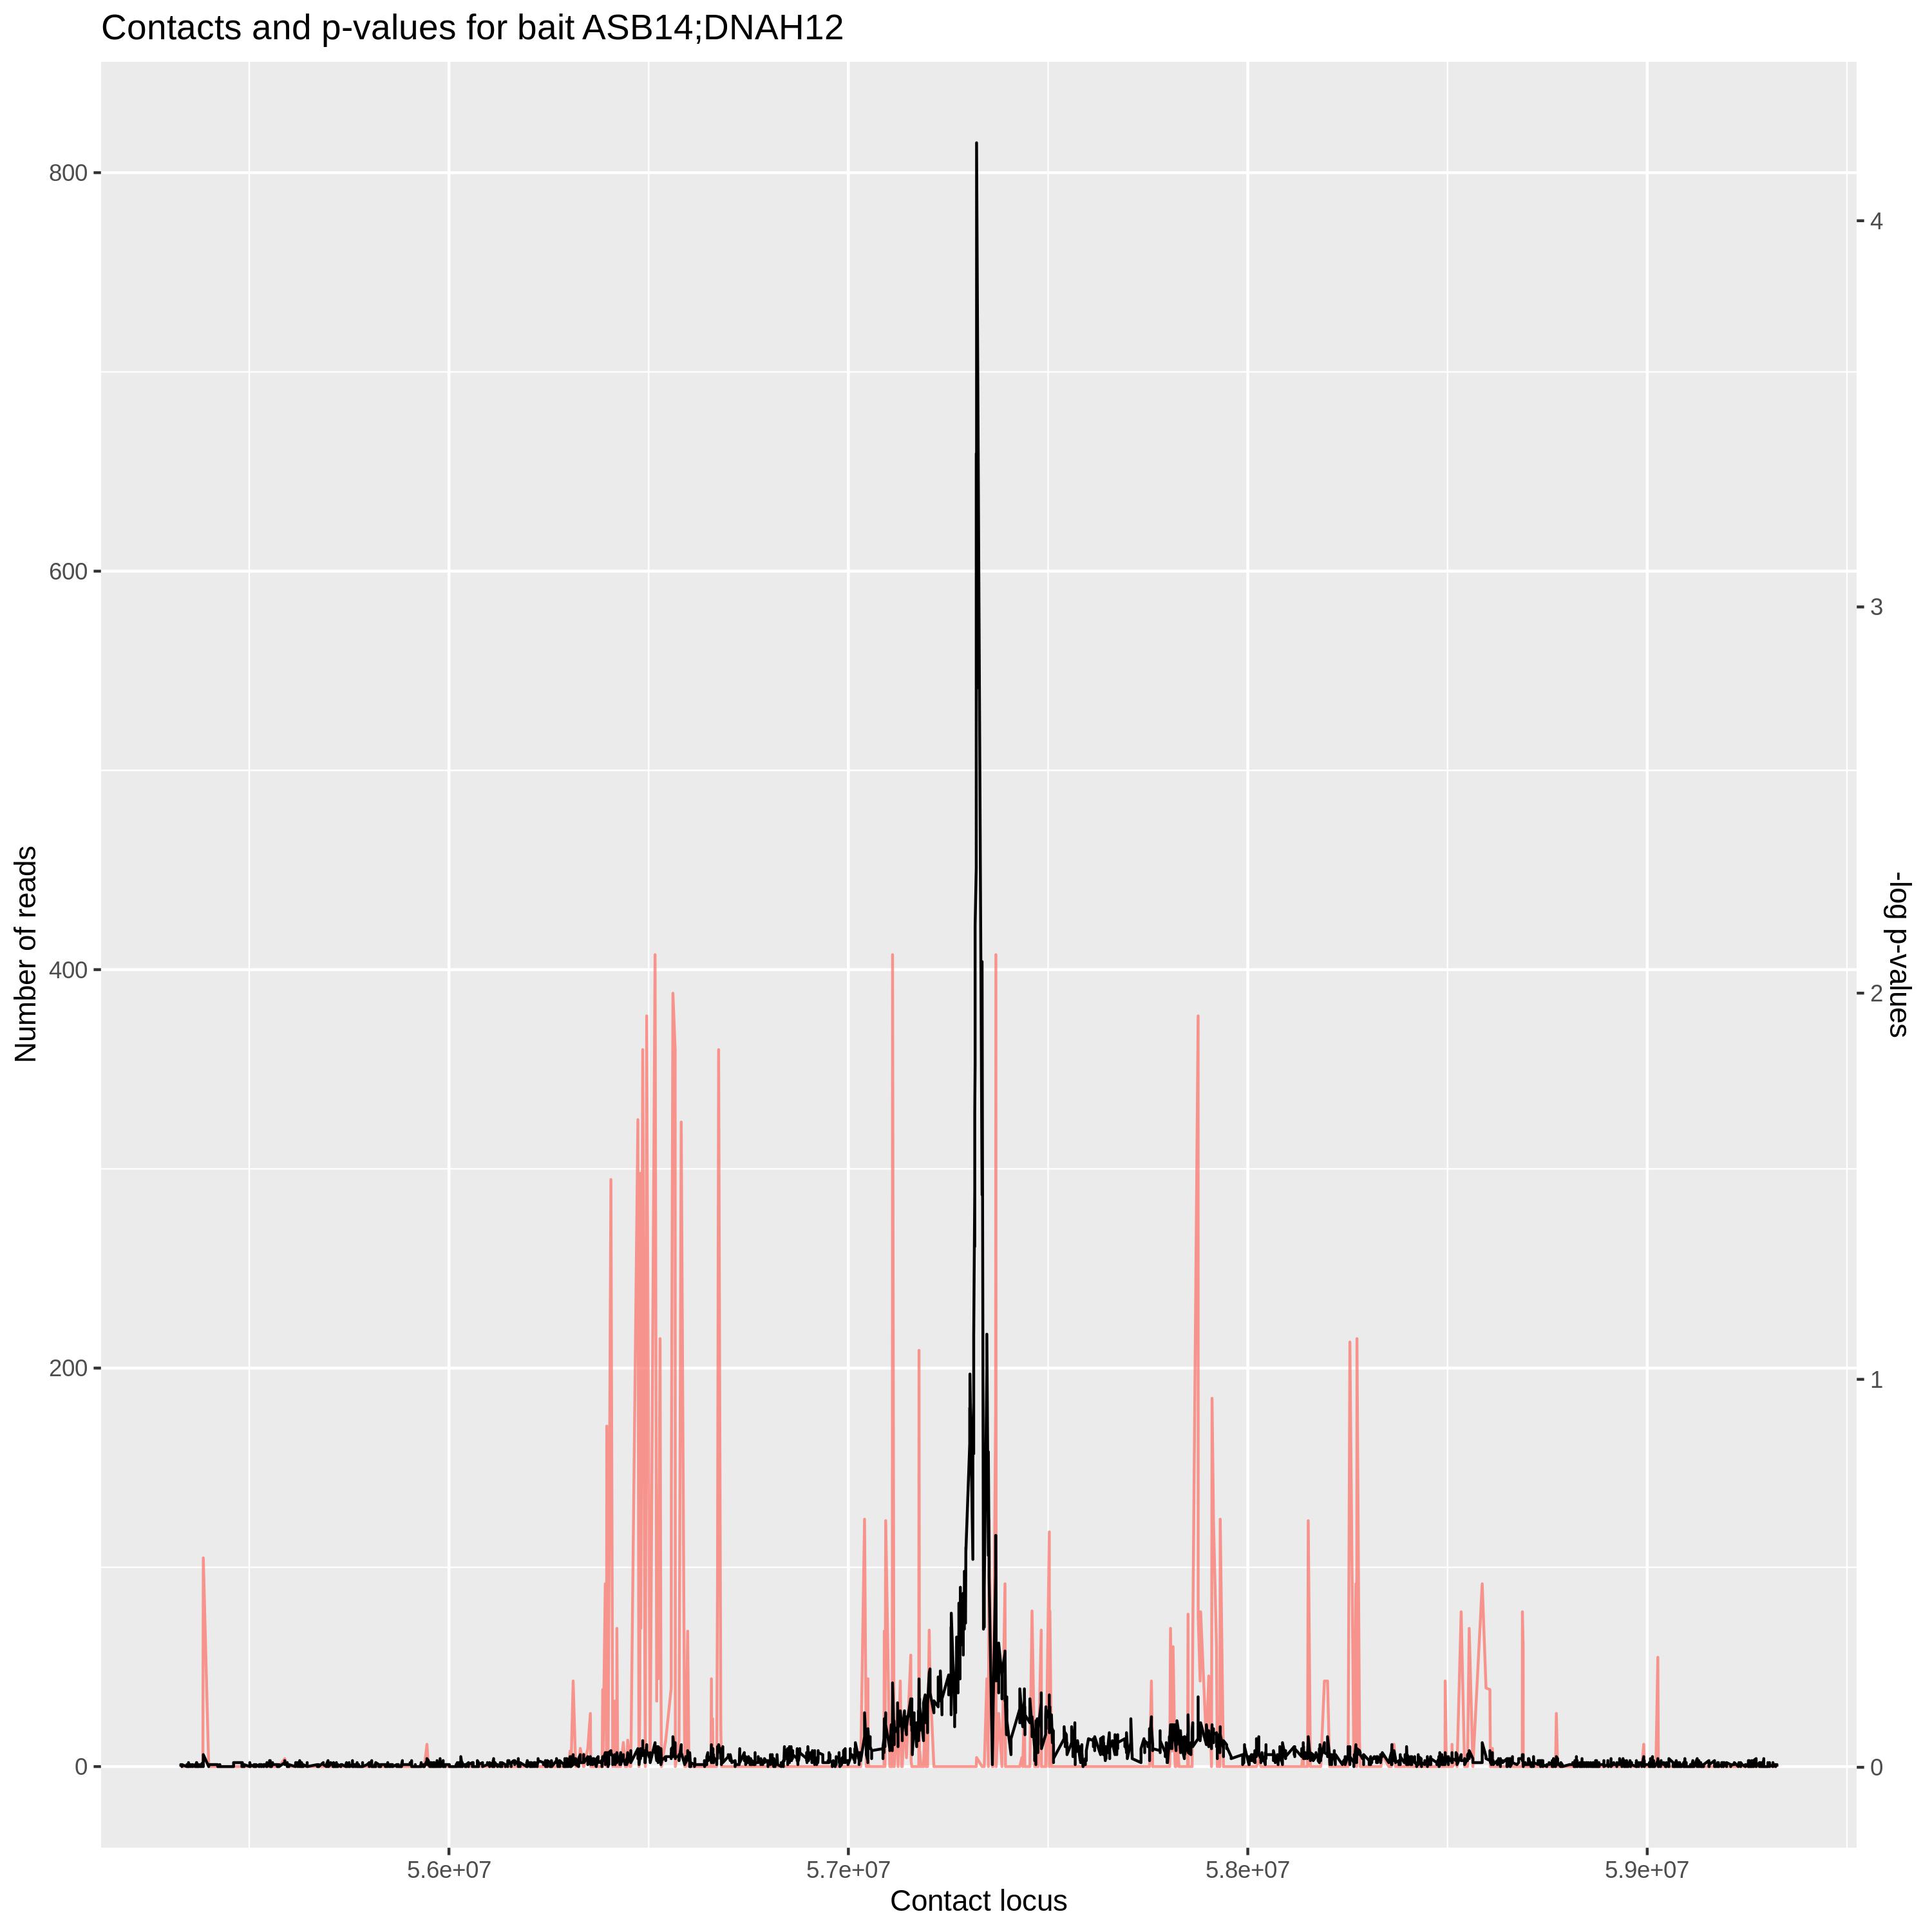 Contacts and p-values for bait ASB14;DNAH12
800
600
400
200
0
Number of reads
4
3
2
1
0
-log p-values
5.6e+07
5.7e+07
5.8e+07
5.9e+07
Contact locus